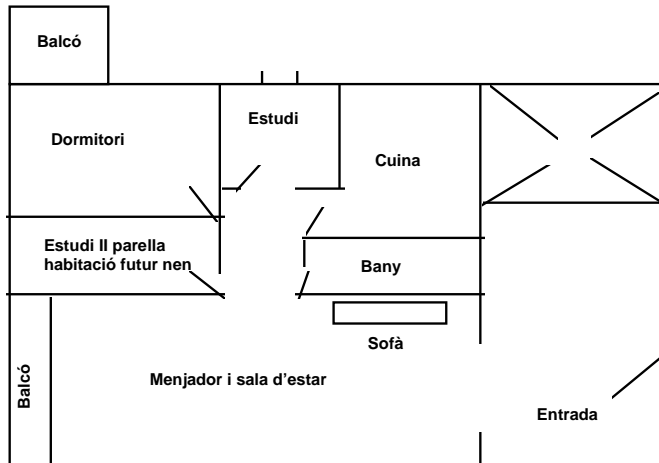 Balcó
Estudi
Dormitori
Cuina
Estudi II parella
habitació futur nen
Bany
Sofà
Menjador i sala d'estar
Balcó
Entrada